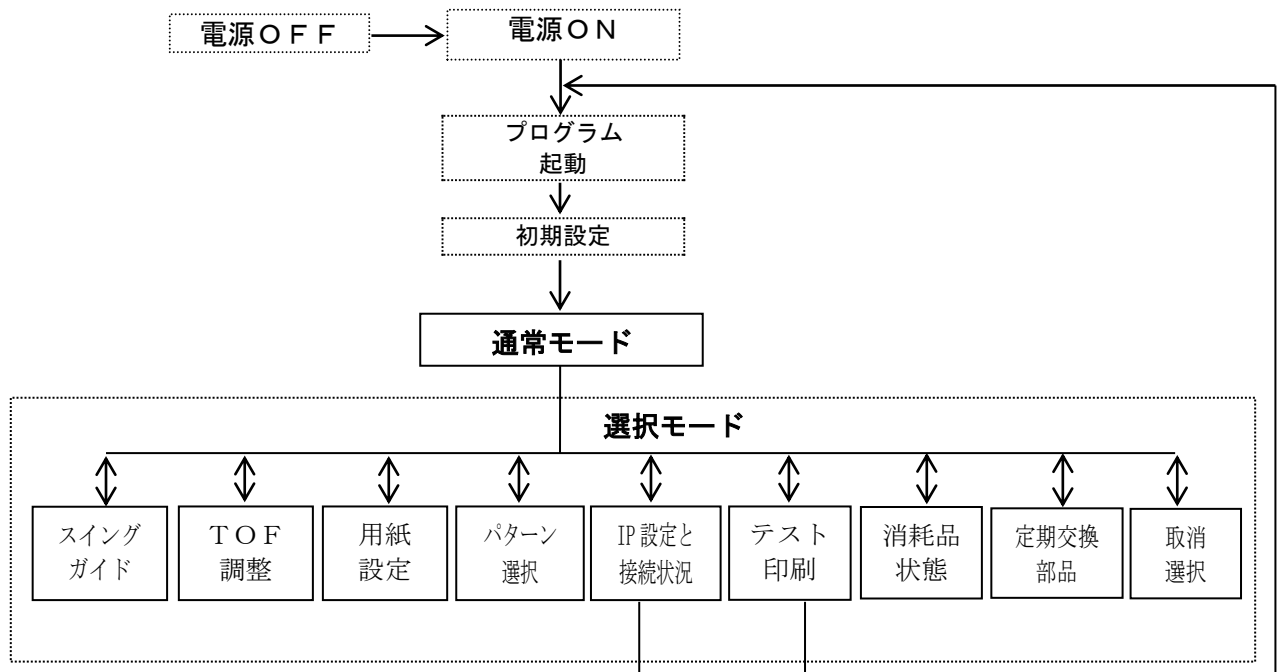 電源ＯＦＦ
電源ＯＮ
プログラム
起動
初期設定
通常モード
選択モード
スイング
ガイド
ＴＯＦ
調整
用紙
設定
パターン
選択
IP 設定と
接続状況
テスト
印刷
消耗品
状態
定期交換
部品
取消
選択